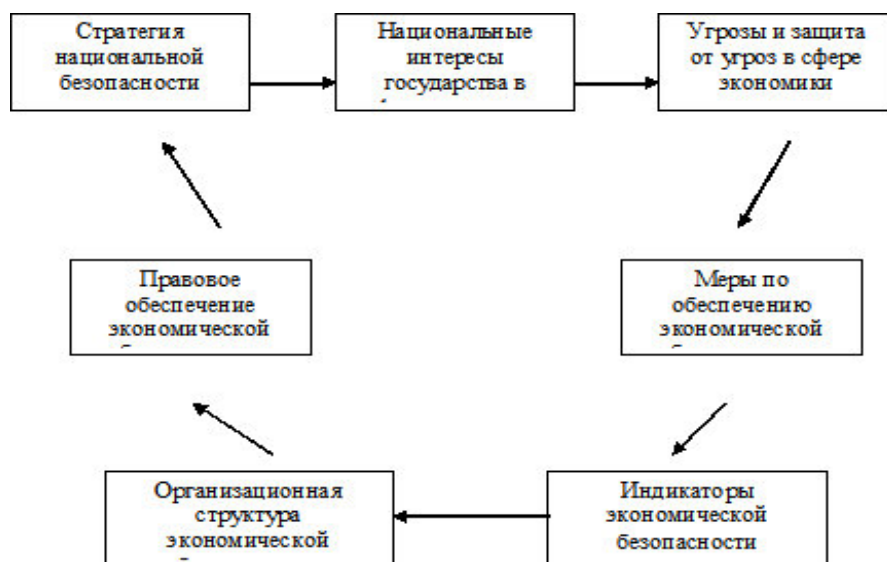 Стратегия
национальной
безопасности
Национальные
интересы
государства в
Угрозы и защита
от угроз в сфере
экономики
Правовое
обеспечение
экономической
Меры по
обеспечению
экономической
Организационная
структура
экономической
Индикаторы
экономической
безопасности